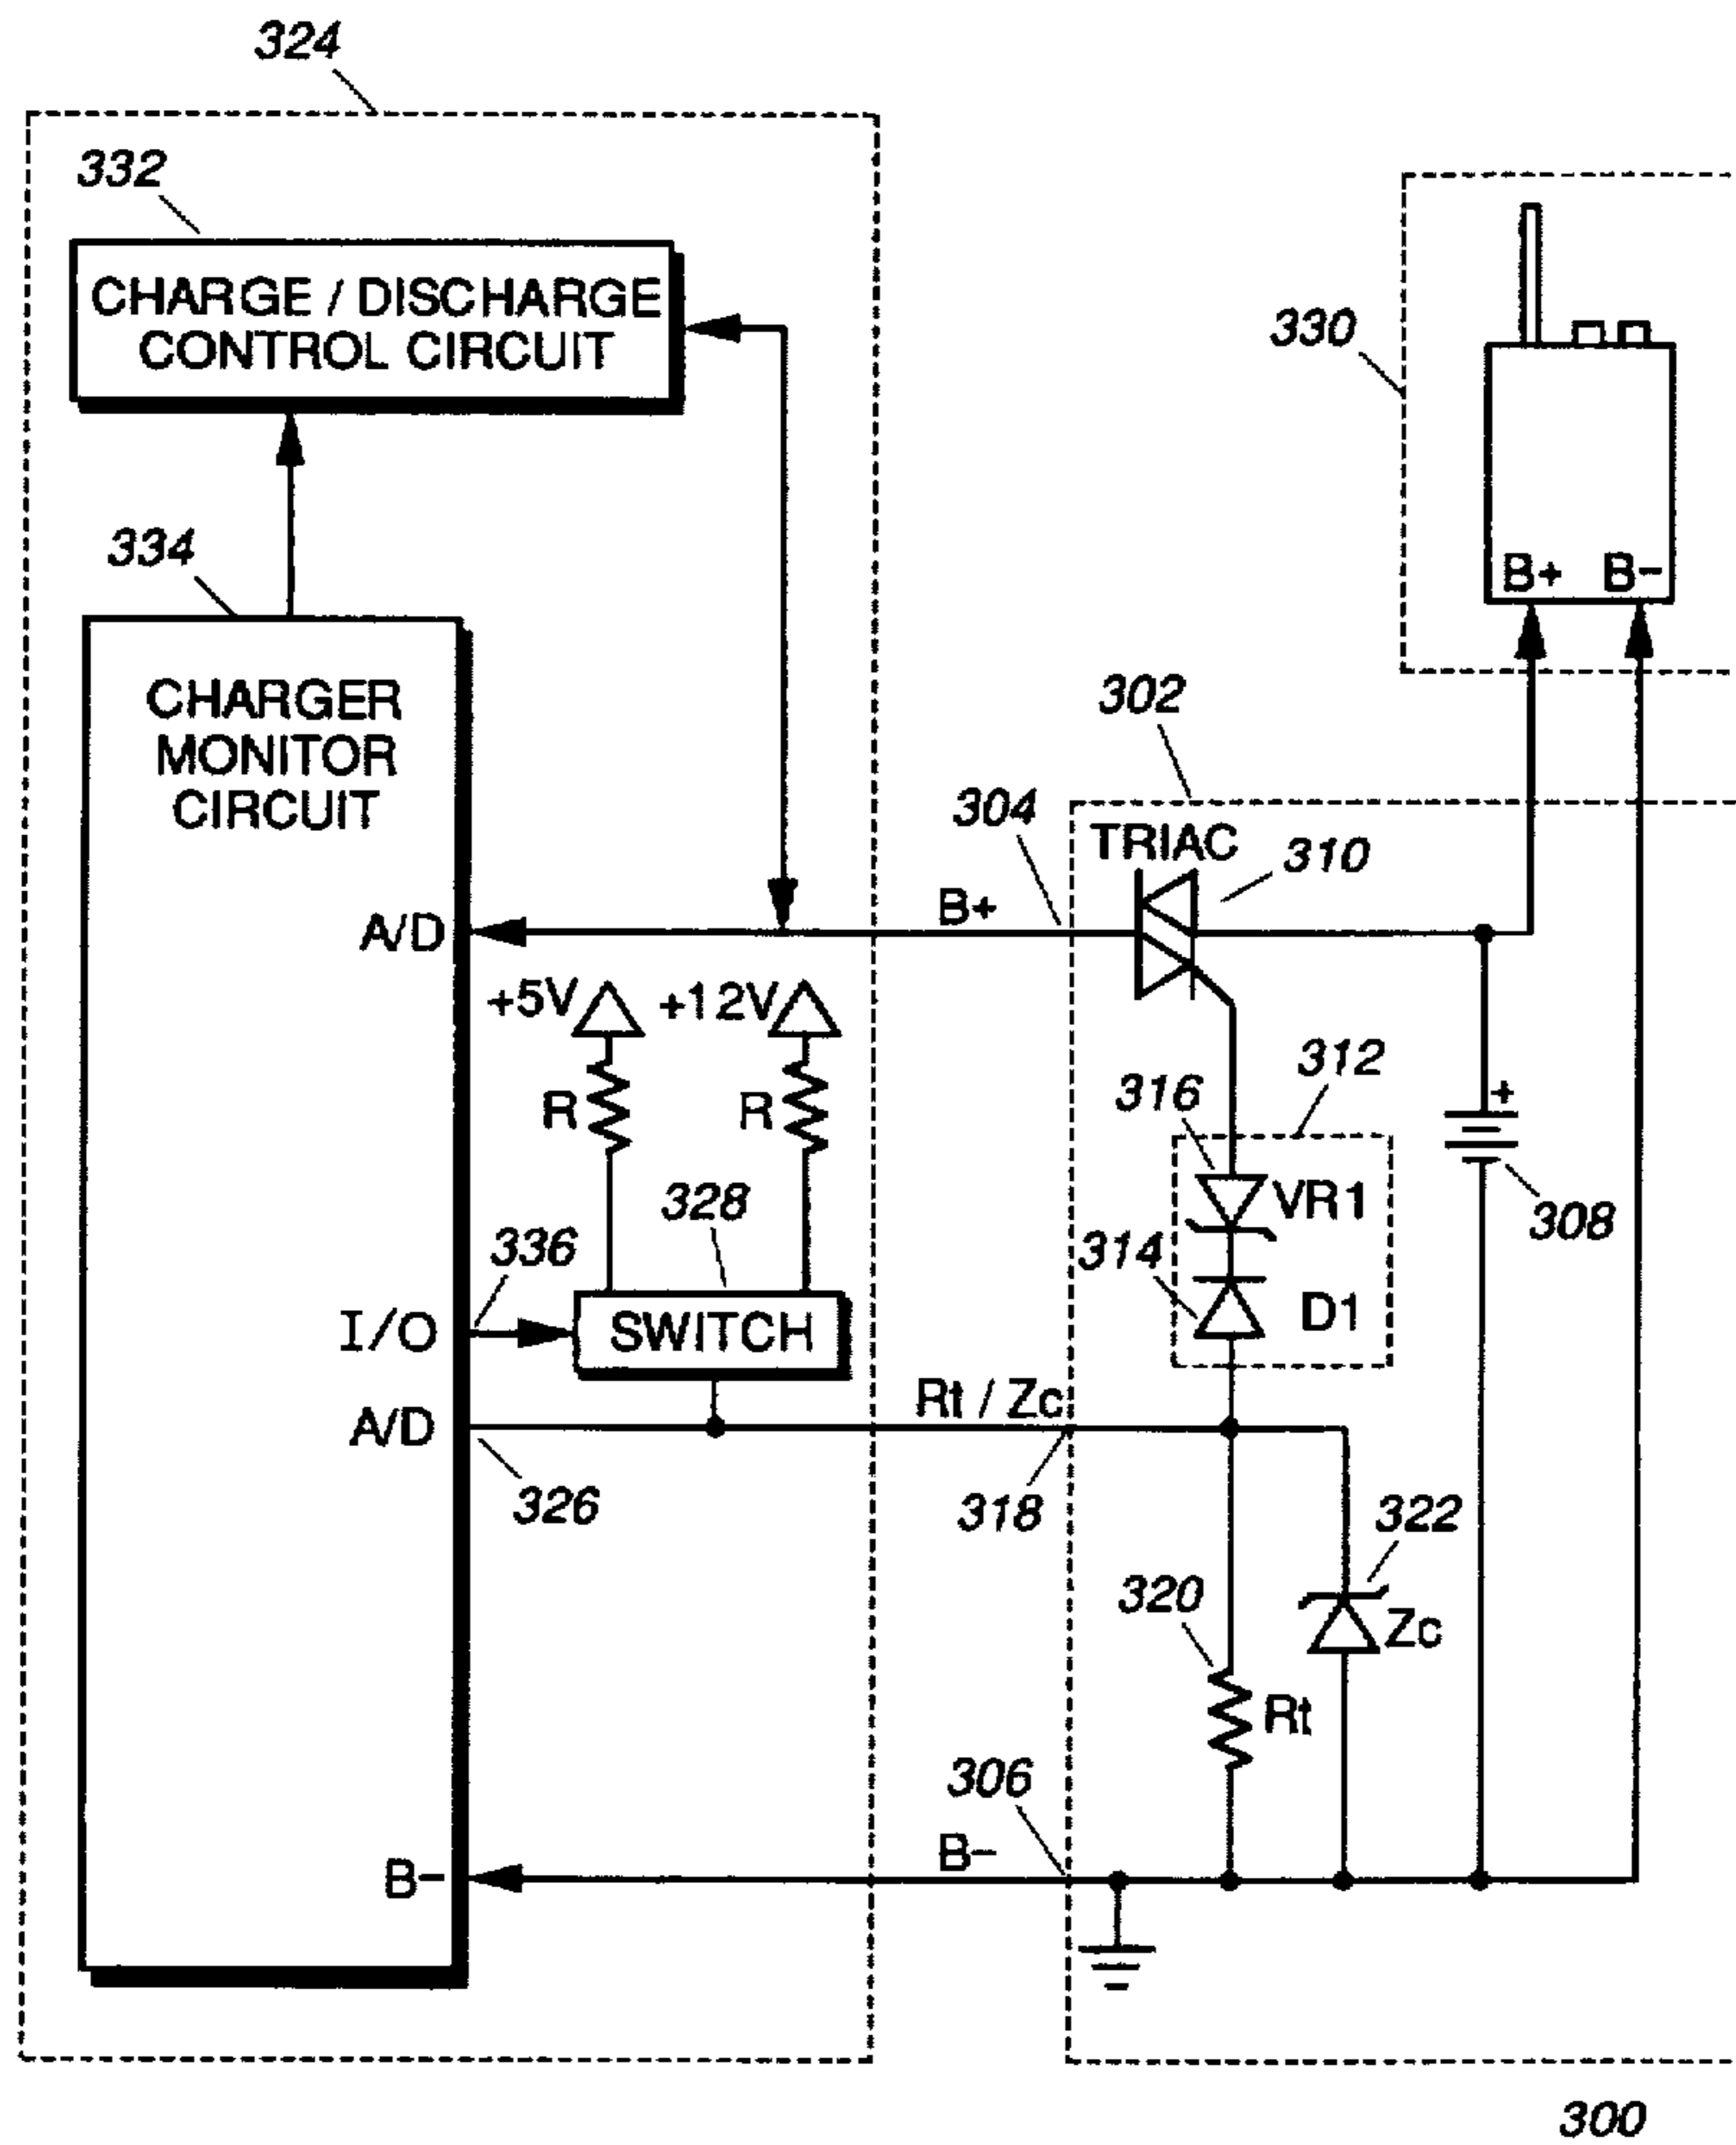 324
332
CHARGE / DISCHARGE
CONTROL CIRCUIT
330
334
B+ B-
CHARGER
MONITOR
CIRCUIT
302
304
TRIAC
310
B+
A/D
+5V
+12V
312
316
R
R
+
328
VR1
308
336
314
I/O
SWITCH
D1
Rt / Zc
A/D
326
318
322
320
Zc
Rt
306
B-
B-
300